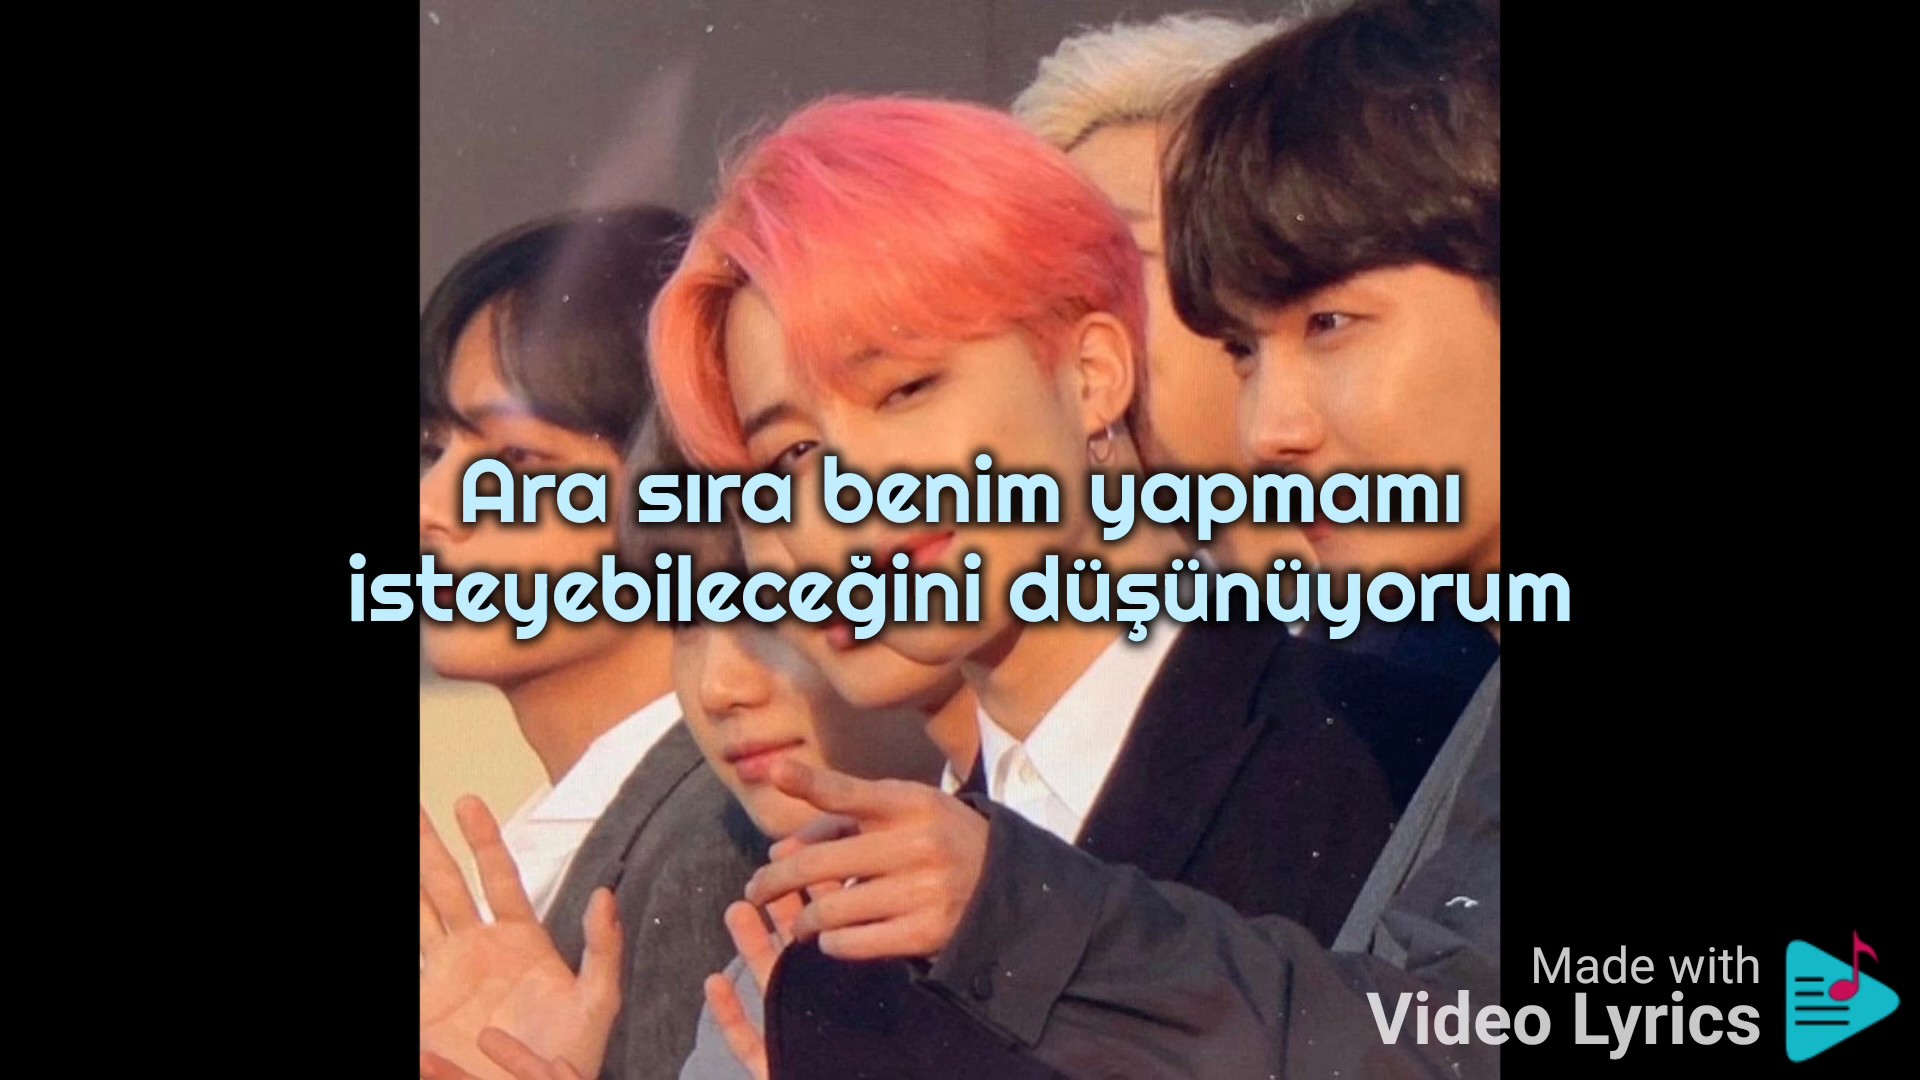 Ara sıra benim yapmamı
isteyebileceğini düşünüyorum
Made with
Video Lyrics